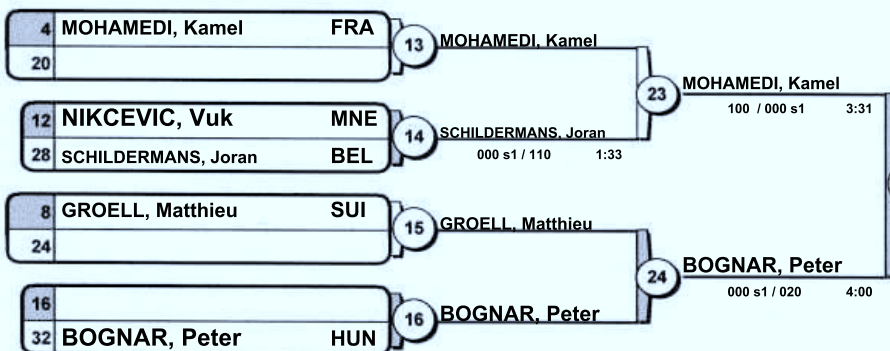 4 MOHAMEDI, Kamel FRA
20
13
MOHAMEDI, Kamel
12 NIKCEVIC, Vuk MNE
28 SCHILDERMANS, Joran BEL
14
SCHILDERMANS, Joran
000 s1 / 110 1:33
23
MOHAMEDI, Kamel
100 / 000 s1 3:31
8 GROELL, Matthieu SUI
24
15
GROELL, Matthieu
16
32 BOGNAR, Peter HUN
16
BOGNAR, Peter
24
BOGNAR, Peter
000 s1 / 020 4:00